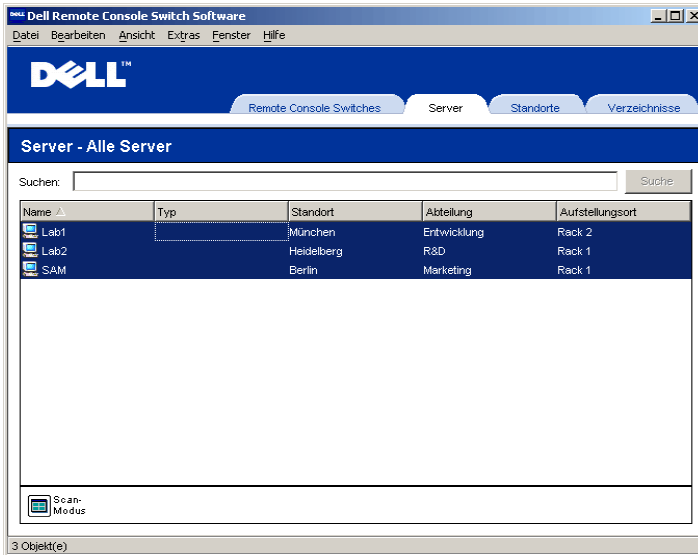 Dell Remote Console Switch Software
Datei Bearbeiten Ansicht Extras Fenster Hilfe
DELL™
Remote Console Switches Server Standorte Verzeichnisse
Server - Alle Server
Suchen: Suche
Name Typ Standort Abteilung Aufstellungsort
Lab1 München Entwicklung Rack 2
Lab2 Heidelberg R&D Rack 1
SAM Berlin Marketing Rack 1
Scan-
Modus
3 Objekt(e)